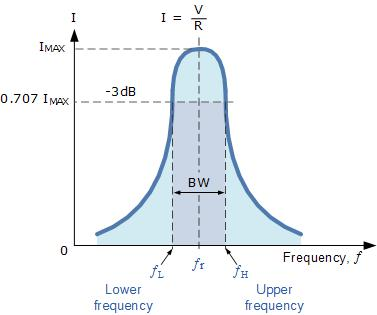 I
I = V/R
IMAX
-3dB
0.707 IMAX
BW
0
Frequency, f
fL
fr
fH
Lower
frequency
Upper
frequency